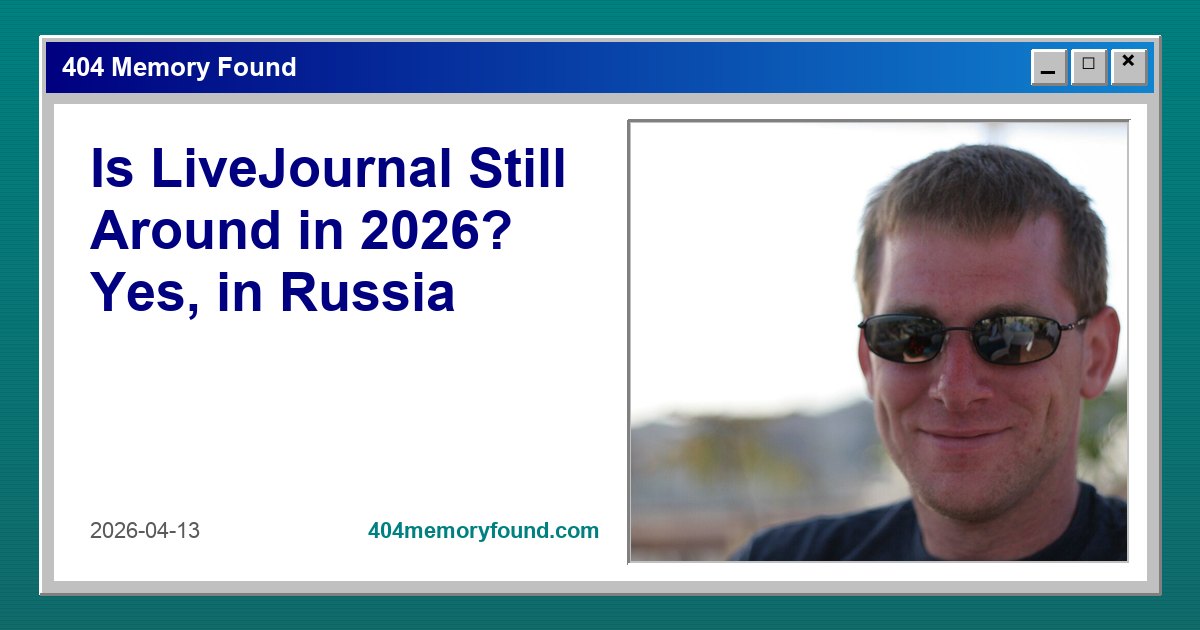 404 Memory Found
Is LiveJournal Still
Around in 2026?
Yes, in Russia
2026-04-13
404memoryfound.com